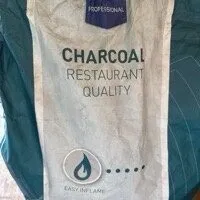 PROFESSIONAL
CHARCOAL
RESTAURANT
QUALITY
EASY INFLAME